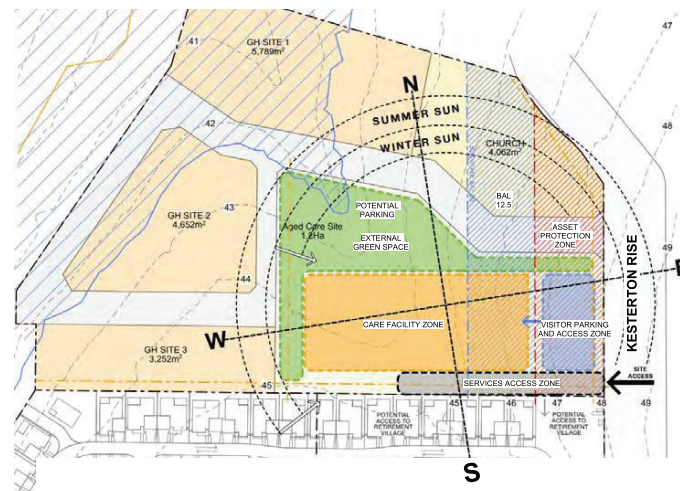 47
GH SITE 1
5,789m²
41
N
SUMMER SUN
WINTER SUN
42
CHURCH
4,062m²
48
BAL
12.5
POTENTIAL
PARKING
GH SITE 2
4,652m²
43
Aged Care Site
1.2Ha
EXTERNAL
GREEN SPACE
ASSET
PROTECTION
ZONE
49
KESTERTON RISE
44
E
W
CARE FACILITY ZONE
VISITOR PARKING
AND ACCESS ZONE
GH SITE 3
3,252m²
SITE
ACCESS
45
SERVICES ACCESS ZONE
45
46
47
48
49
POTENTIAL
ACCESS TO
RETIREMENT
VILLAGE
POTENTIAL
ACCESS TO
RETIREMENT
VILLAGE
S